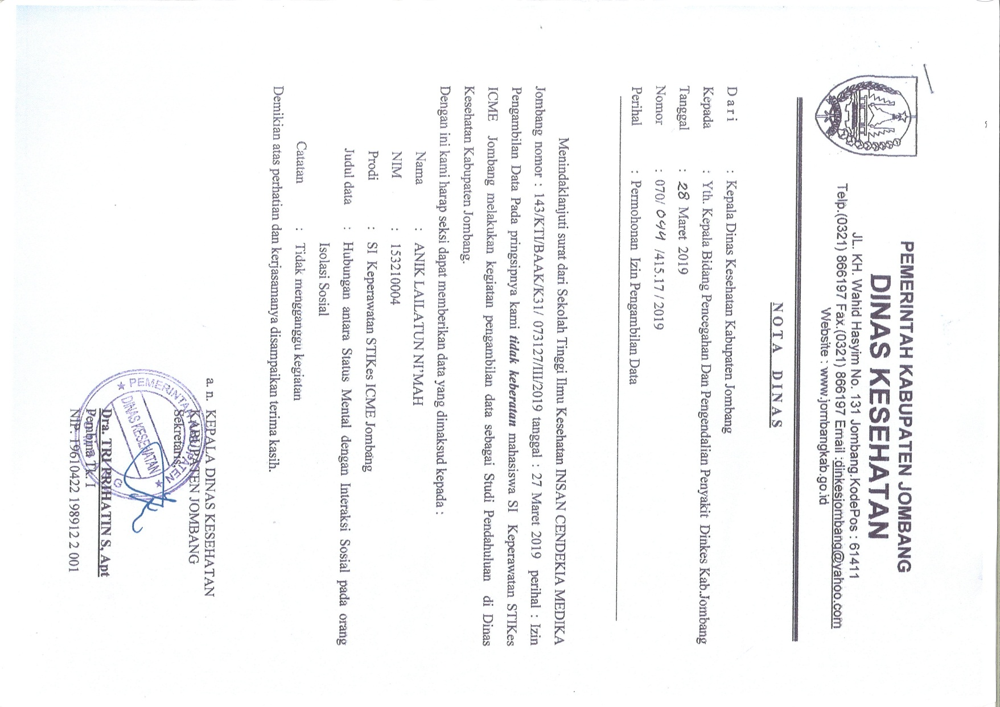 PEMERINTAH KABUPATEN JOMBANG
DINAS KESEHATAN
JL. KH. Wahid Hasyim No. 131 Jombang,KodePos : 61411
Telp.(0321) 866197 Fax.(0321) 866197 Email :dinkesjombang@yahoo.com
Website : www.jombangkab.go.id
NOTA DINAS
Dari : Kepala Dinas Kesehatan Kabupaten Jombang
Kepada : Yth. Kepala Bidang Pencegahan Dan Pengendalian Penyakit Dinkes Kab.Jombang
Tanggal : 28 Maret 2019
Nomor : 070/ 044 /415.17/2019
Perihal : Permohonan Izin Pengambilan Data
Menindaklanjuti surat dari Sekolah Tinggi Ilmu Kesehatan INSAN CENDEKIA MEDIKA
Jombang nomor : 143/KTI/BAAK/K31/ 073127/III/2019 tanggal : 27 Maret 2019 perihal : Izin
Pengambilan Data Pada pringsipnya kami tidak keberatan mahasiswa SI Keperawatan STIKes
ICME Jombang melakukan kegiatan pengambilan data sebagai Studi Pendahuluan di Dinas
Kesehatan Kabupaten Jombang.
Dengan ini kami harap seksi dapat memberikan data yang dimaksud kepada :
Nama : ANIK LAILATUN NI'MAH
NIM : 153210004
Prodi : SI Keperawatan STIKes ICME Jombang
Judul data : Hubungan antara Status Mental dengan Interaksi Sosial pada orang
Isolasi Sosial
Catatan : Tidak mengganggu kegiatan
Demikian atas perhatian dan kerjasamanya disampaikan terima kasih.
a. n. KEPALA DINAS KESEHATAN
KABUPATEN JOMBANG
Sekretaris,
PEMERINTAH KABUPATEN
DINAS KESEHATAN
Dra. TRI PRIHATIN S, Apt
Pembina Tk. I
NIP. 19610422 198912 2 001